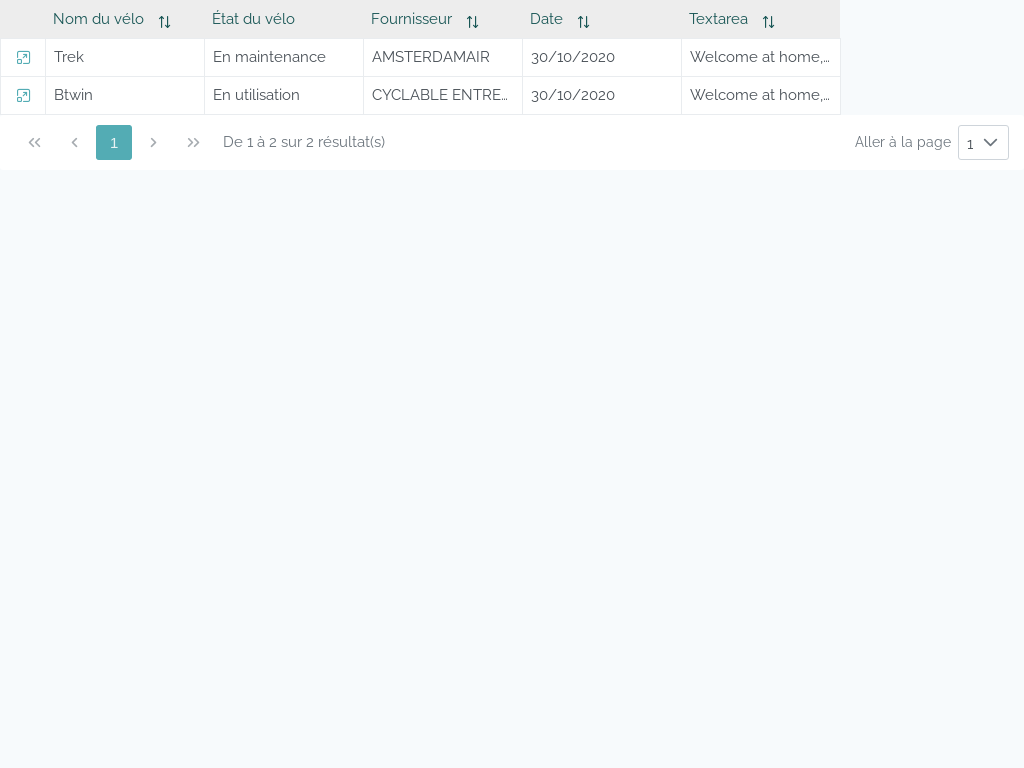 Nom du vélo État du vélo Fournisseur Date Textarea
Trek En maintenance AMSTERDAMAIR 30/10/2020 Welcome at home,...
Btwin En utilisation CYCLABLE ENTRE... 30/10/2020 Welcome at home,...
1 De 1 à 2 sur 2 résultat(s) Aller à la page 1